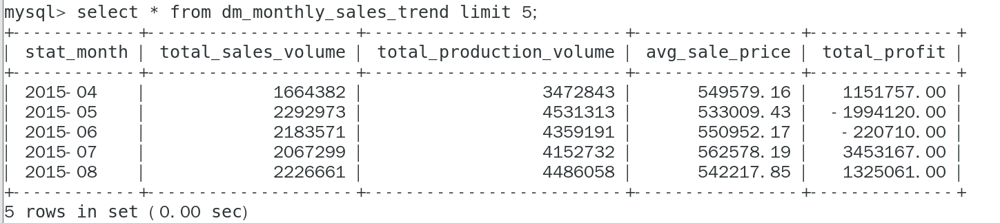 mysql> select * from dm_monthly_sales_trend limit 5;
+------------+--------------------+-------------------------+----------------+--------------+
| stat_month | total_sales_volume | total_production_volume | avg_sale_price | total_profit |
+------------+--------------------+-------------------------+----------------+--------------+
| 2015-04    |            1664382 |                 3472843 |      549579.16 |   1151757.00 |
| 2015-05    |            2292973 |                 4531313 |      533009.43 |  -1994120.00 |
| 2015-06    |            2183571 |                 4359191 |      550952.17 |   -220710.00 |
| 2015-07    |            2067299 |                 4152732 |      562578.19 |   3453167.00 |
| 2015-08    |            2226661 |                 4486058 |      542217.85 |   1325061.00 |
+------------+--------------------+-------------------------+----------------+--------------+
5 rows in set (0.00 sec)